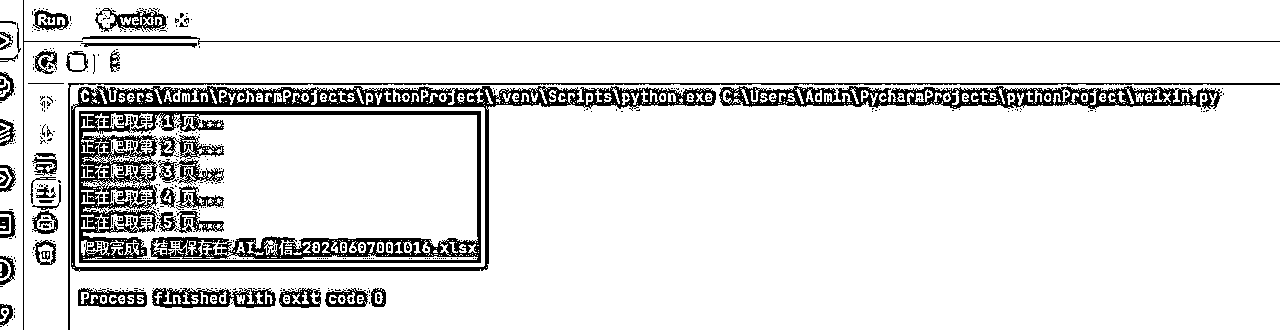 Run weixin
C:\Users\Admin\PycharmProjects\pythonProject\.venv\Scripts\python.exe C:\Users\Admin\PycharmProjects\pythonProject\weixin.py
正在爬取第 1 页...
正在爬取第 2 页...
正在爬取第 3 页...
正在爬取第 4 页...
正在爬取第 5 页...
爬取完成，结果保存在 AI_微信_20240607001016.xlsx
Process finished with exit code 0